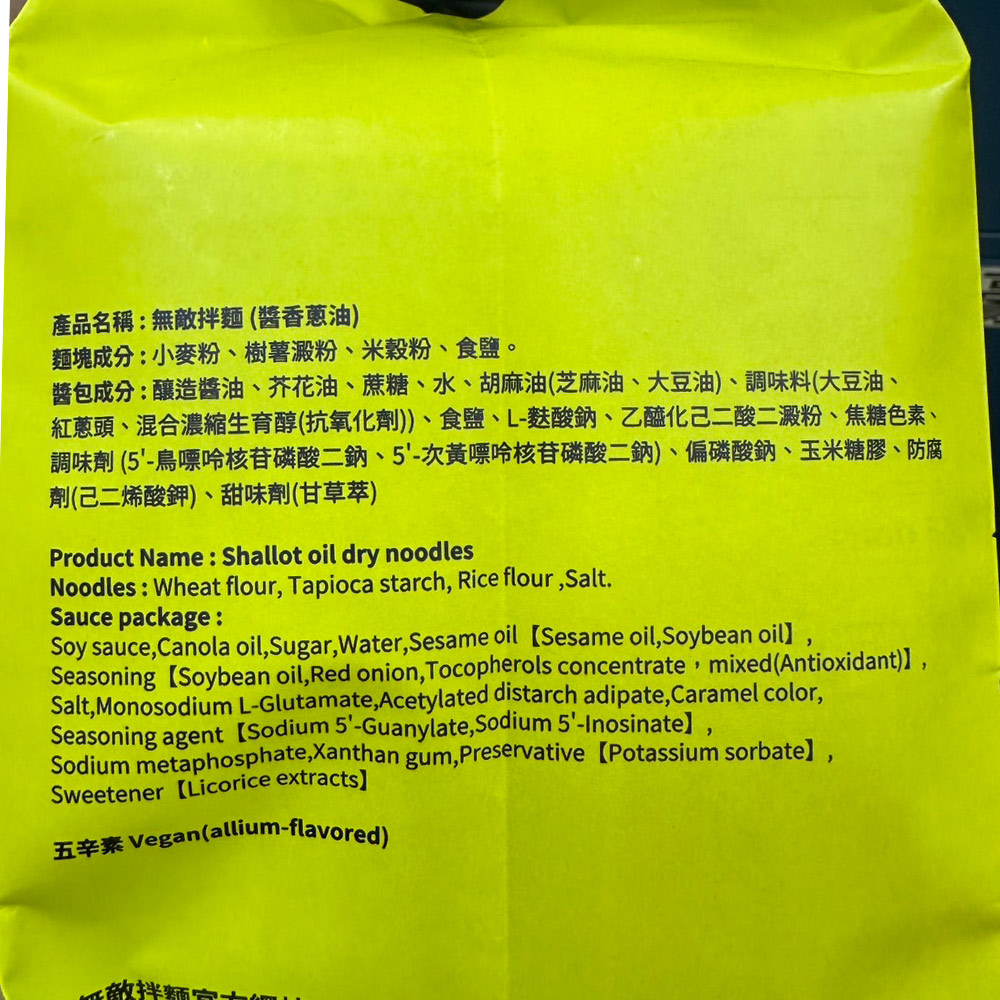 產品名稱 : 無敵拌麵 (醬香蔥油)
麵塊成分 : 小麥粉、樹薯澱粉、米穀粉、食鹽。
醬包成分 : 釀造醬油、芥花油、蔗糖、水、胡麻油(芝麻油、大豆油)、調味料(大豆油、
紅蔥頭、混合濃縮生育醇(抗氧化劑))、食鹽、L-麩酸鈉、乙醯化己二酸二澱粉、焦糖色素、
調味劑 (5'-鳥嘌呤核苷磷酸二鈉、5'-次黃嘌呤核苷磷酸二鈉)、偏磷酸鈉、玉米糖膠、防腐
劑(己二烯酸鉀)、甜味劑(甘草萃)
Product Name : Shallot oil dry noodles
Noodles : Wheat flour, Tapioca starch, Rice flour ,Salt.
Sauce package :
Soy sauce,Canola oil,Sugar,Water,Sesame oil【Sesame oil,Soybean oil】,
Seasoning【Soybean oil,Red onion,Tocopherols concentrate，mixed(Antioxidant)】,
Salt,Monosodium L-Glutamate,Acetylated distarch adipate,Caramel color,
Seasoning agent【Sodium 5'-Guanylate,Sodium 5'-Inosinate】,
Sodium metaphosphate,Xanthan gum,Preservative【Potassium sorbate】,
Sweetener【Licorice extracts】
五辛素 Vegan(allium-flavored)
無敵拌麵官方網站